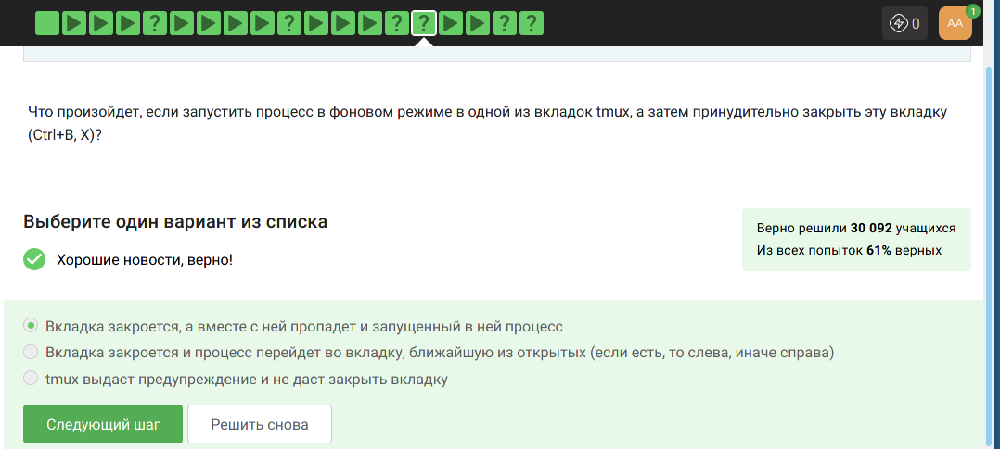 ? ? ? ? ? ? 0 AA 1
Что произойдет, если запустить процесс в фоновом режиме в одной из вкладок tmux, а затем принудительно закрыть эту вкладку
(Ctrl+B, X)?
Выберите один вариант из списка
Хорошие новости, верно!
Верно решили 30 092 учащихся
Из всех попыток 61% верных
Вкладка закроется, а вместе с ней пропадет и запущенный в ней процесс
Вкладка закроется и процесс перейдет во вкладку, ближайшую из открытых (если есть, то слева, иначе справа)
tmux выдаст предупреждение и не даст закрыть вкладку
Следующий шаг Решить снова